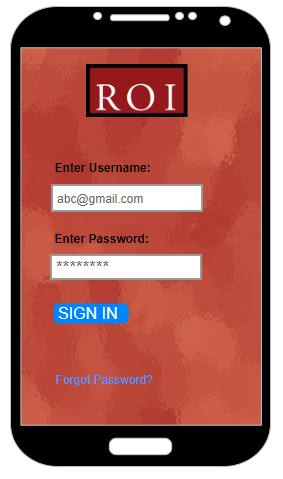 ROI
Enter Username:
abc@gmail.com
Enter Password:
********
SIGN IN
Forgot Password?